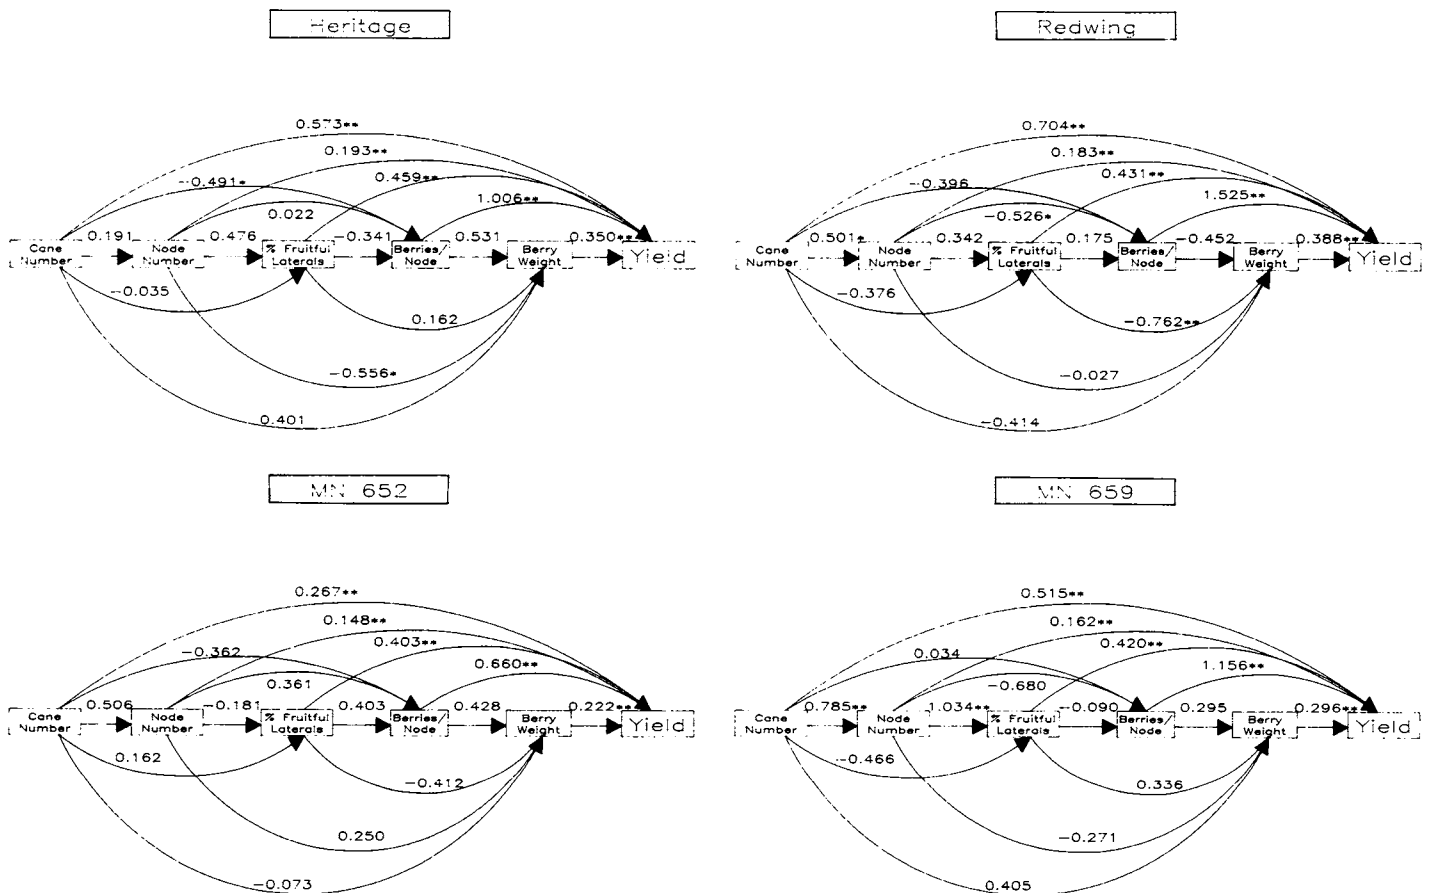 Heritage
Redwing
0.573**
0.193**
-0.491*
0.459**
0.022
1.006**
0.191
0.476
-0.341
0.531
0.350**
Cane Number
Node Number
% Fruitful Laterals
Berries/ Node
Berry Weight
Yield
-0.035
0.162
-0.556*
0.401
0.704**
0.183**
-0.396
0.431**
-0.526*
1.525**
0.501*
0.342
0.175
-0.452
0.388**
Cane Number
Node Number
% Fruitful Laterals
Berries/ Node
Berry Weight
Yield
-0.376
-0.762**
-0.027
-0.414
MN 652
MN 659
0.267**
0.148**
-0.362
0.403**
0.361
0.660**
0.506
-0.181
0.403
0.428
0.222**
Cane Number
Node Number
% Fruitful Laterals
Berries/ Node
Berry Weight
Yield
0.162
-0.412
0.250
-0.073
0.515**
0.162**
0.034
0.420**
-0.680
1.156**
0.785**
1.034**
-0.090
0.295
0.296**
Cane Number
Node Number
% Fruitful Laterals
Berries/ Node
Berry Weight
Yield
-0.466
0.336
-0.271
0.405